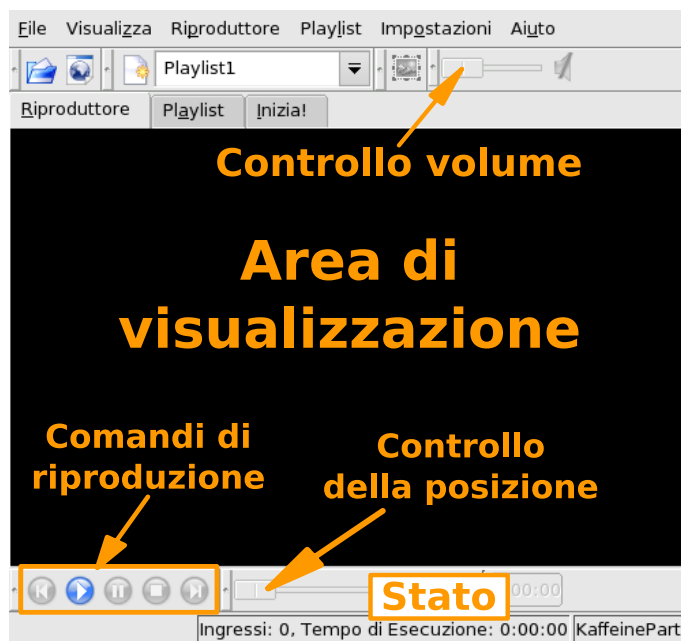 File Visualizza Riproduttore Playlist Impostazioni Aiuto
Playlist1
Riproduttore Playlist Inizia!
Controllo volume
Area di
visualizzazione
Comandi di
riproduzione
Controllo
della posizione
Stato
00:00
Ingressi: 0, Tempo di Esecuzione: 0:00:00 KaffeinePart